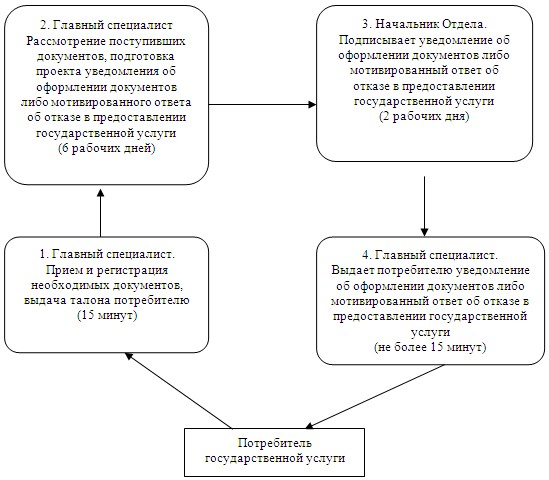 2. Главный специалист
Рассмотрение поступивших
документов, подготовка
проекта уведомления об
оформлении документов
либо мотивированного ответа
об отказе в предоставлении
государственной услуги
(6 рабочих дней)
3. Начальник Отдела.
Подписывает уведомление об
оформлении документов либо
мотивированный ответ об
отказе в предоставлении
государственной услуги
(2 рабочих дня)
1. Главный специалист.
Прием и регистрация
необходимых документов,
выдача талона потребителю
(15 минут)
4. Главный специалист.
Выдает потребителю уведомление
об оформлении документов либо
мотивированный ответ об отказе в
предоставлении государственной
услуги
(не более 15 минут)
Потребитель
государственной услуги